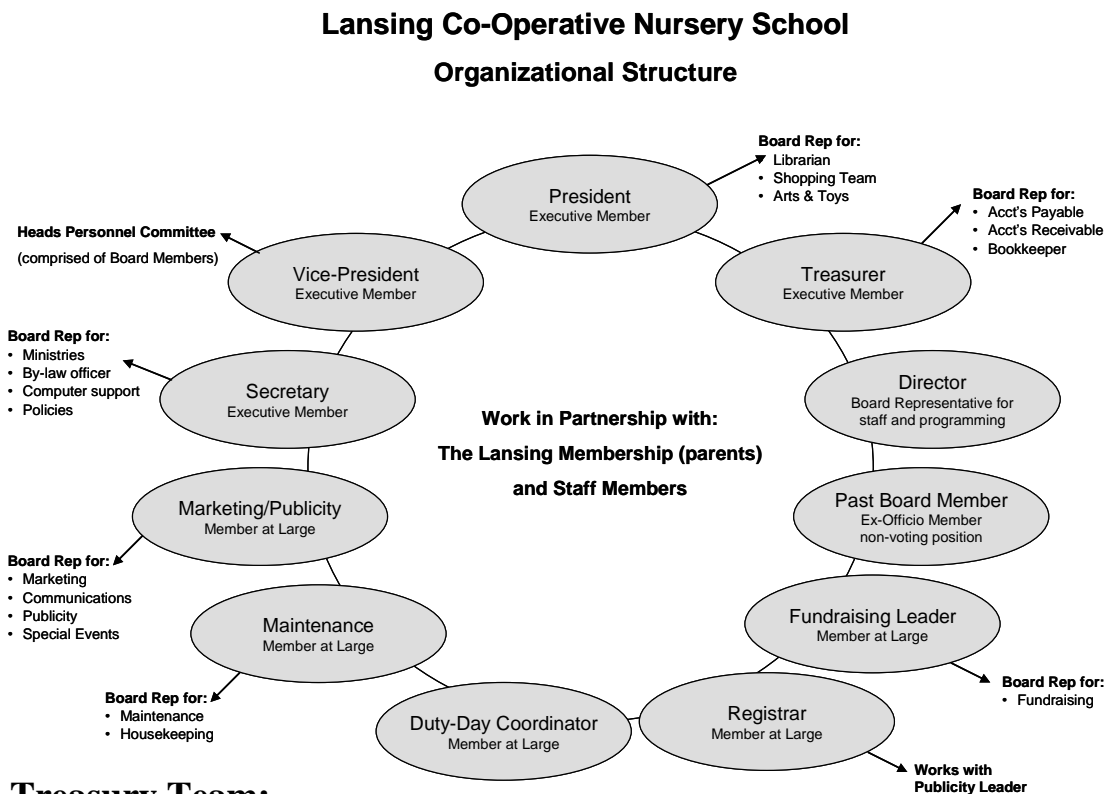 Lansing Co-Operative Nursery School
Organizational Structure
Board Rep for:
• Librarian
• Shopping Team
• Arts & Toys
President
Executive Member
Board Rep for:
• Acct's Payable
• Acct's Receivable
• Bookkeeper
Heads Personnel Committee
(comprised of Board Members)
Vice-President
Executive Member
Treasurer
Executive Member
Board Rep for:
• Ministries
• By-law officer
• Computer support
• Policies
Secretary
Executive Member
Director
Board Representative for
staff and programming
Work in Partnership with:
The Lansing Membership (parents)
and Staff Members
Marketing/Publicity
Member at Large
Past Board Member
Ex-Officio Member
non-voting position
Board Rep for:
• Marketing
• Communications
• Publicity
• Special Events
Maintenance
Member at Large
Fundraising Leader
Member at Large
Board Rep for:
• Maintenance
• Housekeeping
Board Rep for:
• Fundraising
Duty-Day Coordinator
Member at Large
Registrar
Member at Large
Works with
Publicity Leader
Treasury Team: